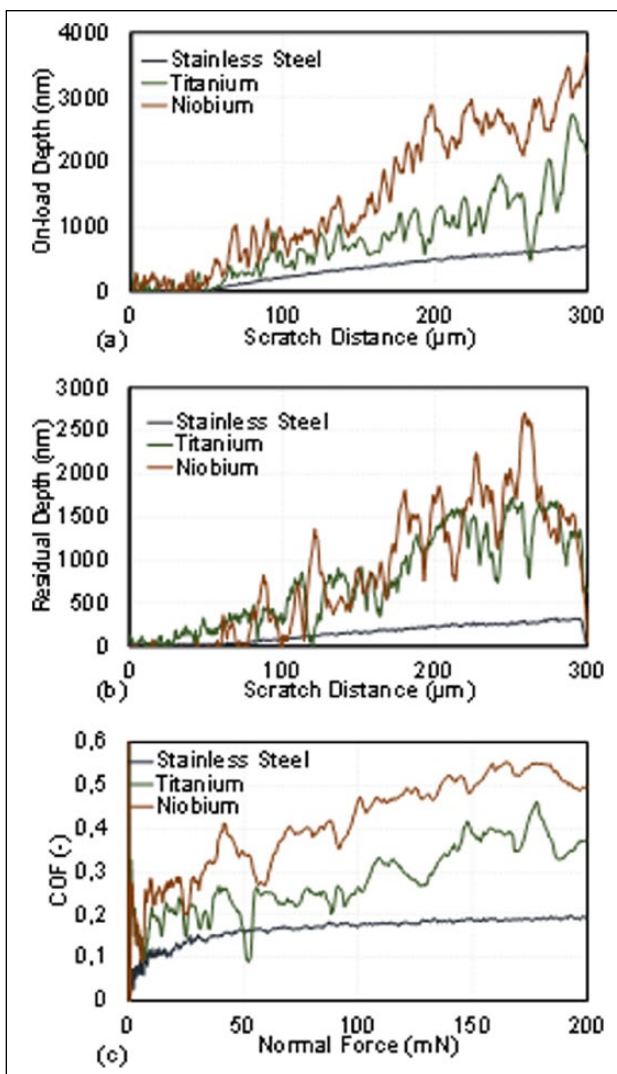 4000
3000
2000
1000
0
On-load Depth (nm)
Stainless Steel
Titanium
Niobium
0 100 200 300
(a) Scratch Distance (µm)
3000
2500
2000
1500
1000
500
0
Residual Depth (nm)
Stainless Steel
Titanium
Niobium
0 100 200 300
(b) Scratch Distance (µm)
0,6
0,5
0,4
0,3
0,2
0,1
0
COF (-)
Stainless Steel
Titanium
Niobium
0 50 100 150 200
(c) Normal Force (mN)